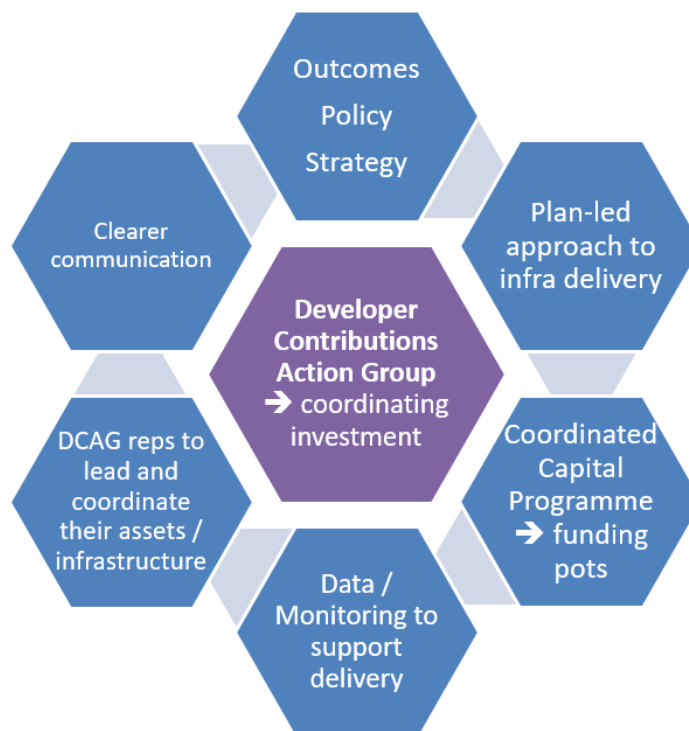 Outcomes
Policy
Strategy
Plan-led
approach to
infra delivery
Clearer
communication
Developer
Contributions
Action Group
➔ coordinating
investment
DCAG reps to
lead and
coordinate
their assets /
infrastructure
Coordinated
Capital
Programme
➔ funding
pots
Data /
Monitoring to
support
delivery